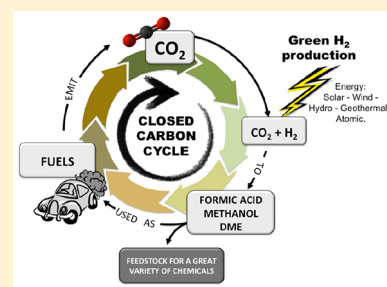 CO2
Green H2
production
Energy:
Solar - Wind -
Hydro - Geothermal
Atomic.
EMIT
CLOSED
CARBON
CYCLE
CO2 + H2
FUELS
TO
FORMIC ACID
METHANOL
DME
USED AS
FEEDSTOCK FOR A GREAT
VARIETY OF CHEMICALS